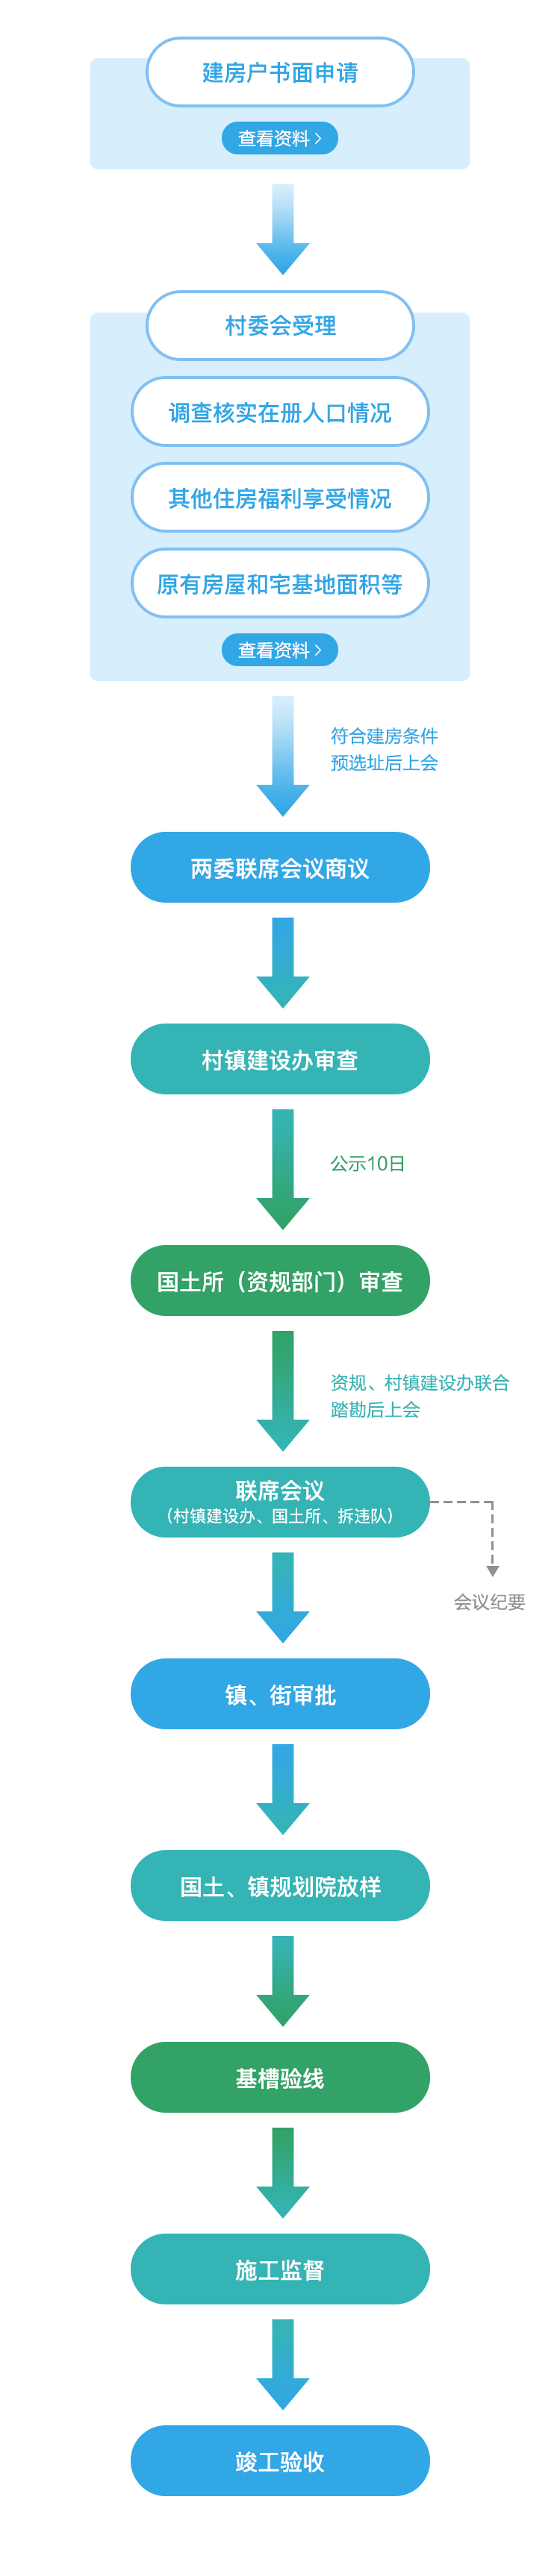 建房户书面申请
查看资料 >
村委会受理
调查核实在册人口情况
其他住房福利享受情况
原有房屋和宅基地面积等
查看资料 >
符合建房条件
预选址后上会
两委联席会议商议
村镇建设办审查
公示10日
国土所（资规部门）审查
资规、村镇建设办联合
踏勘后上会
联席会议
（村镇建设办、国土所、拆违队）
会议纪要
镇、街审批
国土、镇规划院放样
基槽验线
施工监督
竣工验收